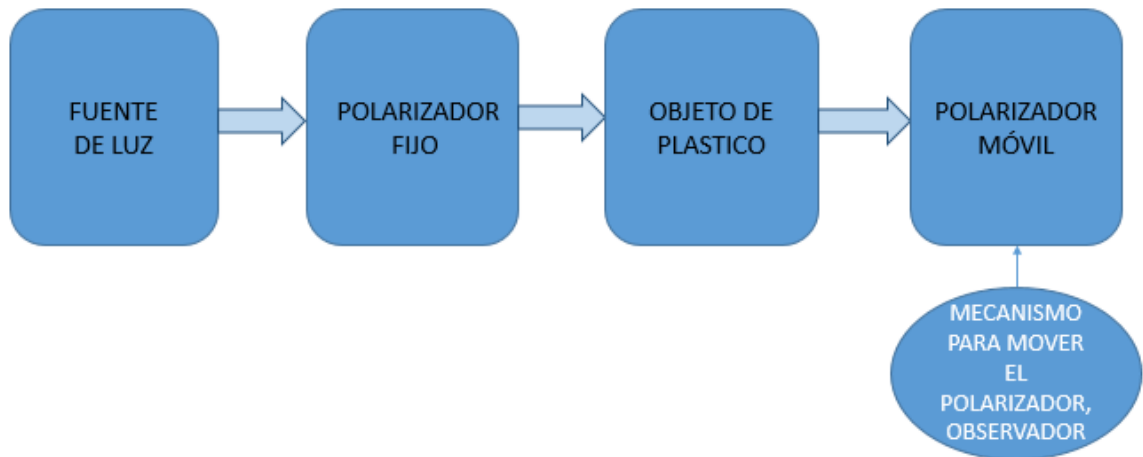 FUENTE
DE LUZ
POLARIZADOR
FIJO
OBJETO DE
PLASTICO
POLARIZADOR
MÓVIL
MECANISMO
PARA MOVER
EL
POLARIZADOR,
OBSERVADOR